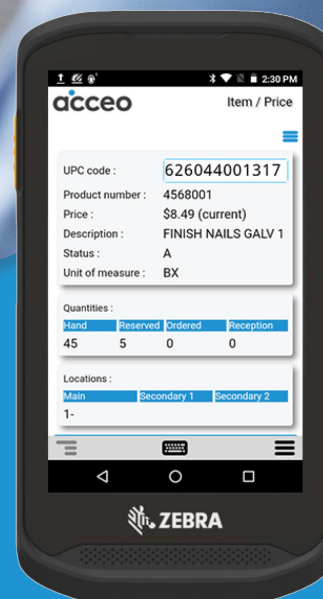 2:30 PM
acceo
Item / Price
UPC code : 626044001317
Product number : 4568001
Price : $8.49 (current)
Description : FINISH NAILS GALV 1
Status : A
Unit of measure : BX
Quantities :
Hand Reserved Ordered Reception
45 5 0 0
Locations :
Main Secondary 1 Secondary 2
1-
ZEBRA